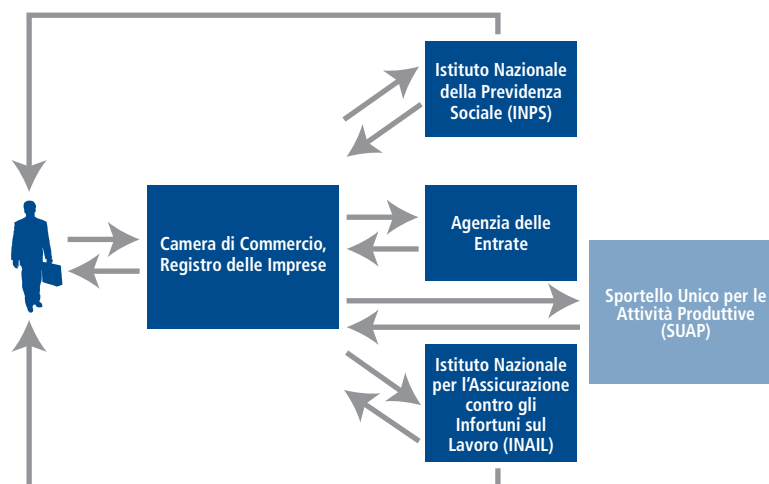 Istituto Nazionale
della Previdenza
Sociale (INPS)
Camera di Commercio,
Registro delle Imprese
Agenzia delle
Entrate
Sportello Unico per le
Attività Produttive
(SUAP)
Istituto Nazionale
per l'Assicurazione
contro gli
Infortuni sul
Lavoro (INAIL)